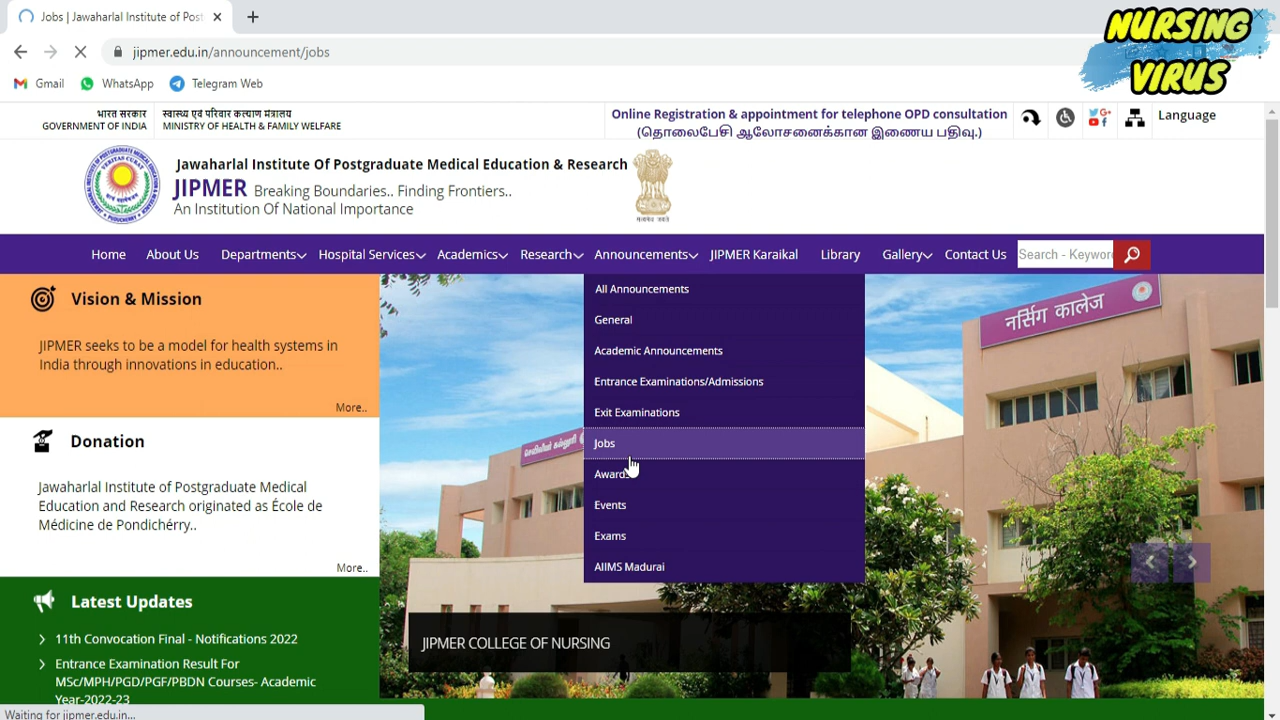 Jobs | Jawaharlal Institute of Post
NURSING
VIRUS
jipmer.edu.in/announcement/jobs
Gmail
WhatsApp
Telegram Web
भारत सरकार
GOVERNMENT OF INDIA
स्वास्थ्य एवं परिवार कल्याण मंत्रालय
MINISTRY OF HEALTH & FAMILY WELFARE
Online Registration & appointment for telephone OPD consultation
(தொலைபேசி ஆலோசனைக்கான இணைய பதிவு.)
Language
Jawaharlal Institute Of Postgraduate Medical Education & Research
JIPMER Breaking Boundaries.. Finding Frontiers..
An Institution Of National Importance
Home
About Us
Departments
Hospital Services
Academics
Research
Announcements
JIPMER Karaikal
Library
Gallery
Contact Us
Search - Keywor
All Announcements
General
Academic Announcements
Entrance Examinations/Admissions
Exit Examinations
Jobs
Awards
Events
Exams
AIIMS Madurai
Vision & Mission
JIPMER seeks to be a model for health systems in
India through innovations in education..
More..
Donation
Jawaharlal Institute of Postgraduate Medical
Education and Research originated as École de
Médicine de Pondichérry..
More..
Latest Updates
11th Convocation Final - Notifications 2022
Entrance Examination Result For
MSc/MPH/PGD/PGF/PBDN Courses- Academic
Year-2022-23
नर्सिंग कालेज
JIPMER COLLEGE OF NURSING
Waiting for jipmer.edu.in...